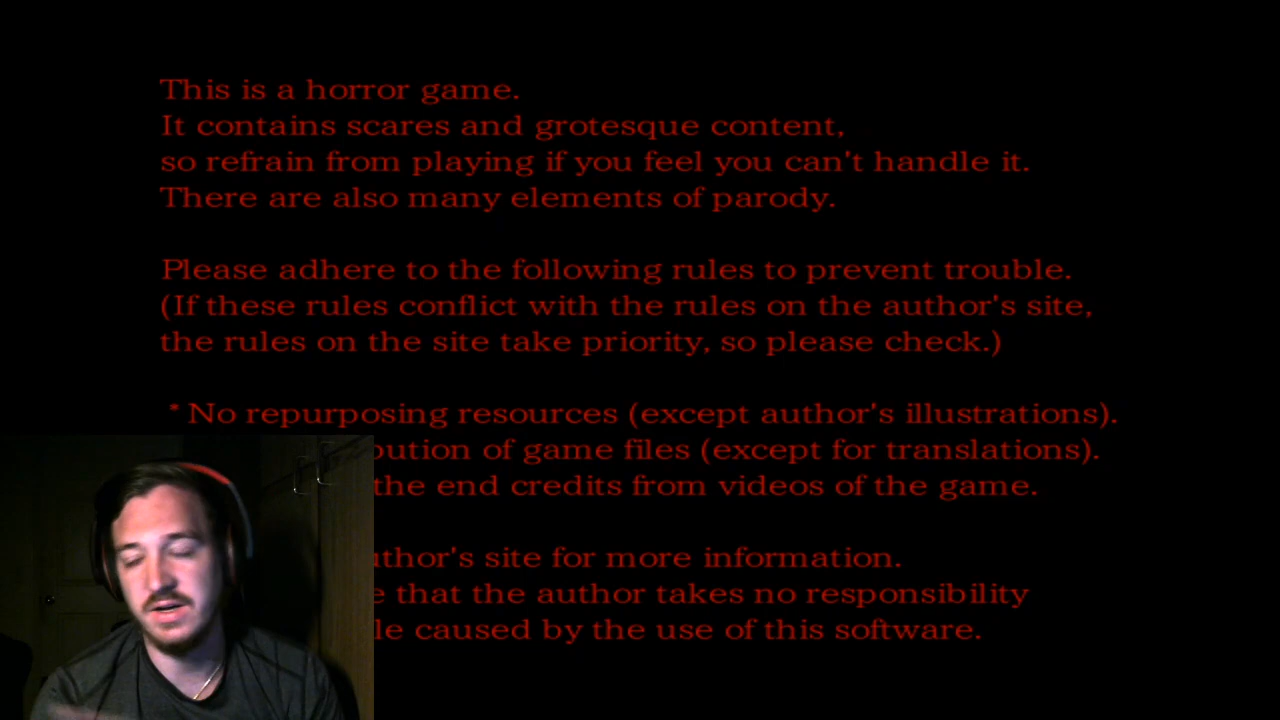 This is a horror game.
It contains scares and grotesque content,
so refrain from playing if you feel you can't handle it.
There are also many elements of parody.
Please adhere to the following rules to prevent trouble.
(If these rules conflict with the rules on the author's site,
the rules on the site take priority, so please check.)
* No repurposing resources (except author's illustrations).
of game files (except for translations).
the end credits from videos of the game.
site for more information.
that the author takes no responsibility
caused by the use of this software.